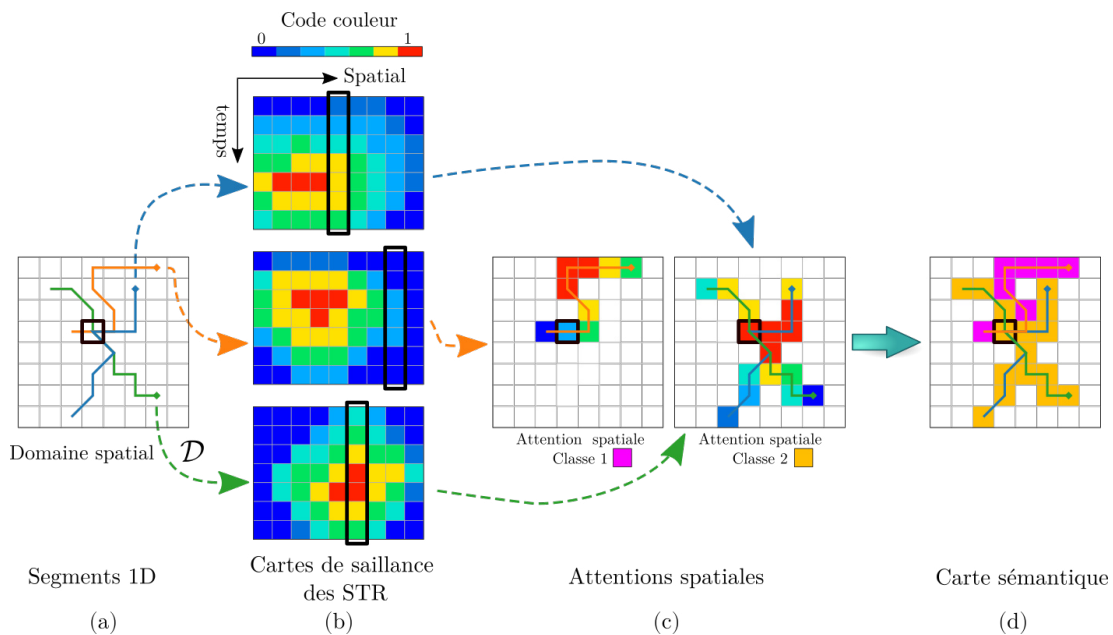 Code couleur
0 1
Spatial
temps
Domaine spatial
𝒟
Attention spatiale
Classe 1
Attention spatiale
Classe 2
Segments 1D
Cartes de saillance
des STR
Attentions spatiales
Carte sémantique
(a)
(b)
(c)
(d)